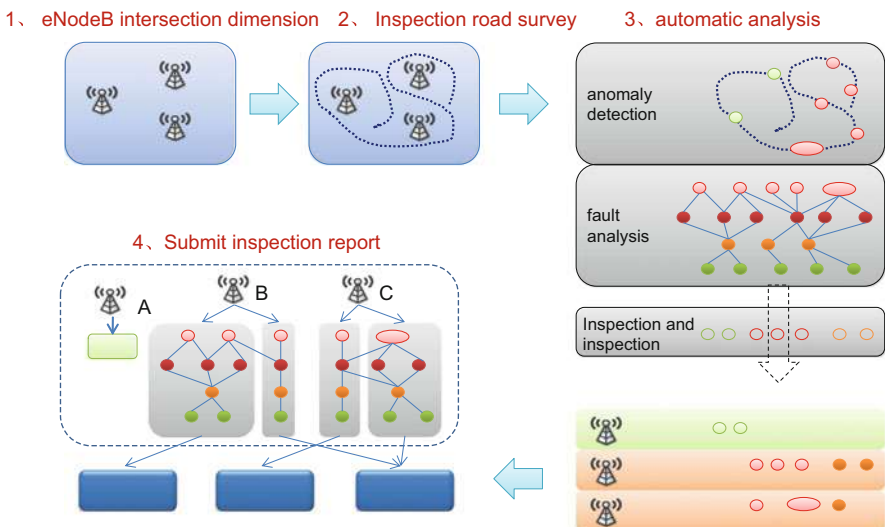 1、 eNodeB intersection dimension
2、 Inspection road survey
3、 automatic analysis
anomaly
detection
fault
analysis
4、Submit inspection report
A
B
C
Inspection and
inspection